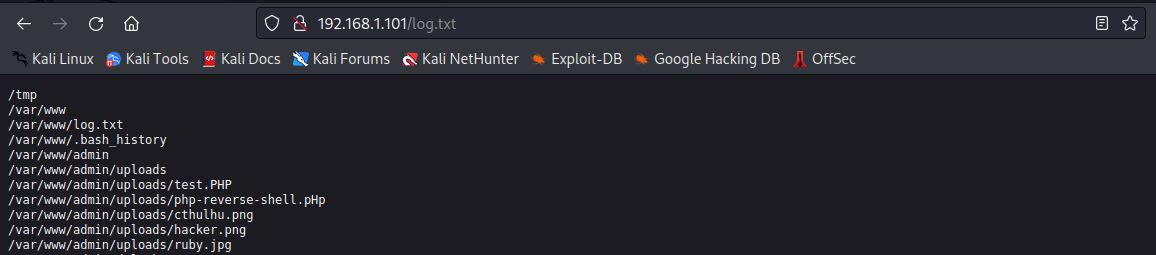 192.168.1.101/log.txt
Kali Linux Kali Tools Kali Docs Kali Forums Kali NetHunter Exploit-DB Google Hacking DB OffSec
/tmp
/var/www
/var/www/log.txt
/var/www/.bash_history
/var/www/admin
/var/www/admin/uploads
/var/www/admin/uploads/test.PHP
/var/www/admin/uploads/php-reverse-shell.pHp
/var/www/admin/uploads/cthulhu.png
/var/www/admin/uploads/hacker.png
/var/www/admin/uploads/ruby.jpg